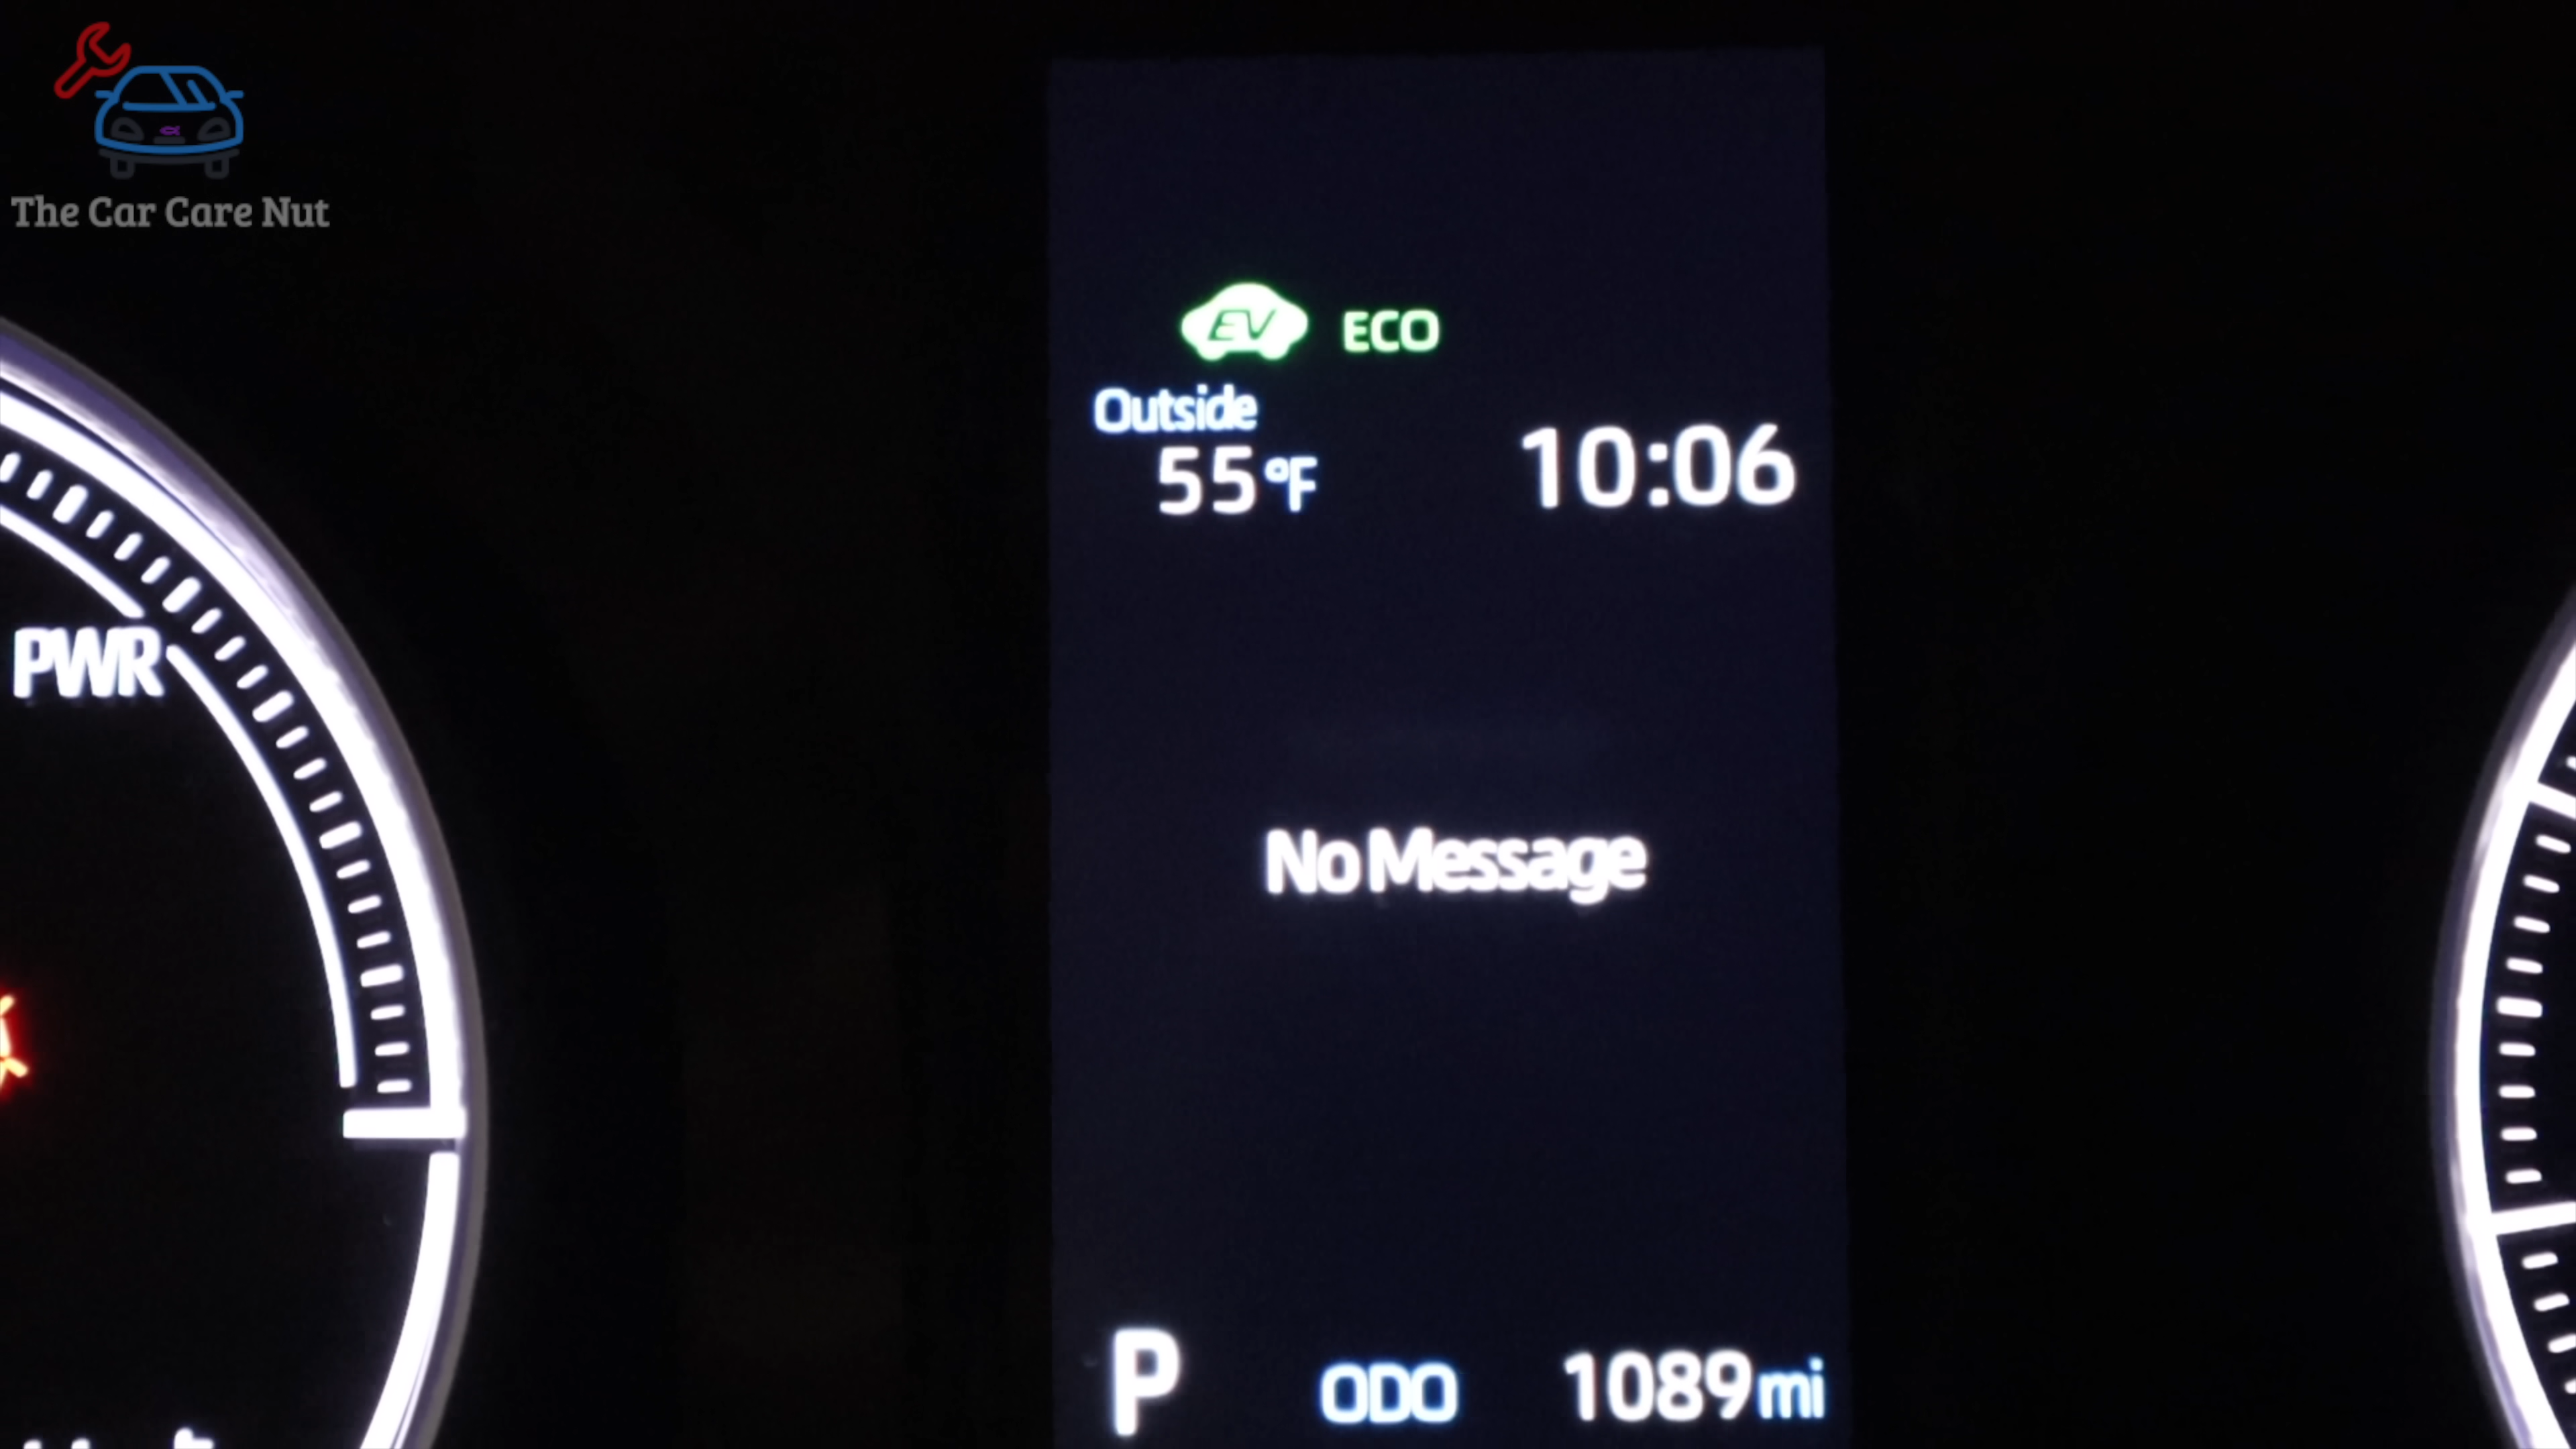 The Car Care Nut
EV ECO
Outside
55°F 10:06
PWR
No Message
P ODO 1089mi